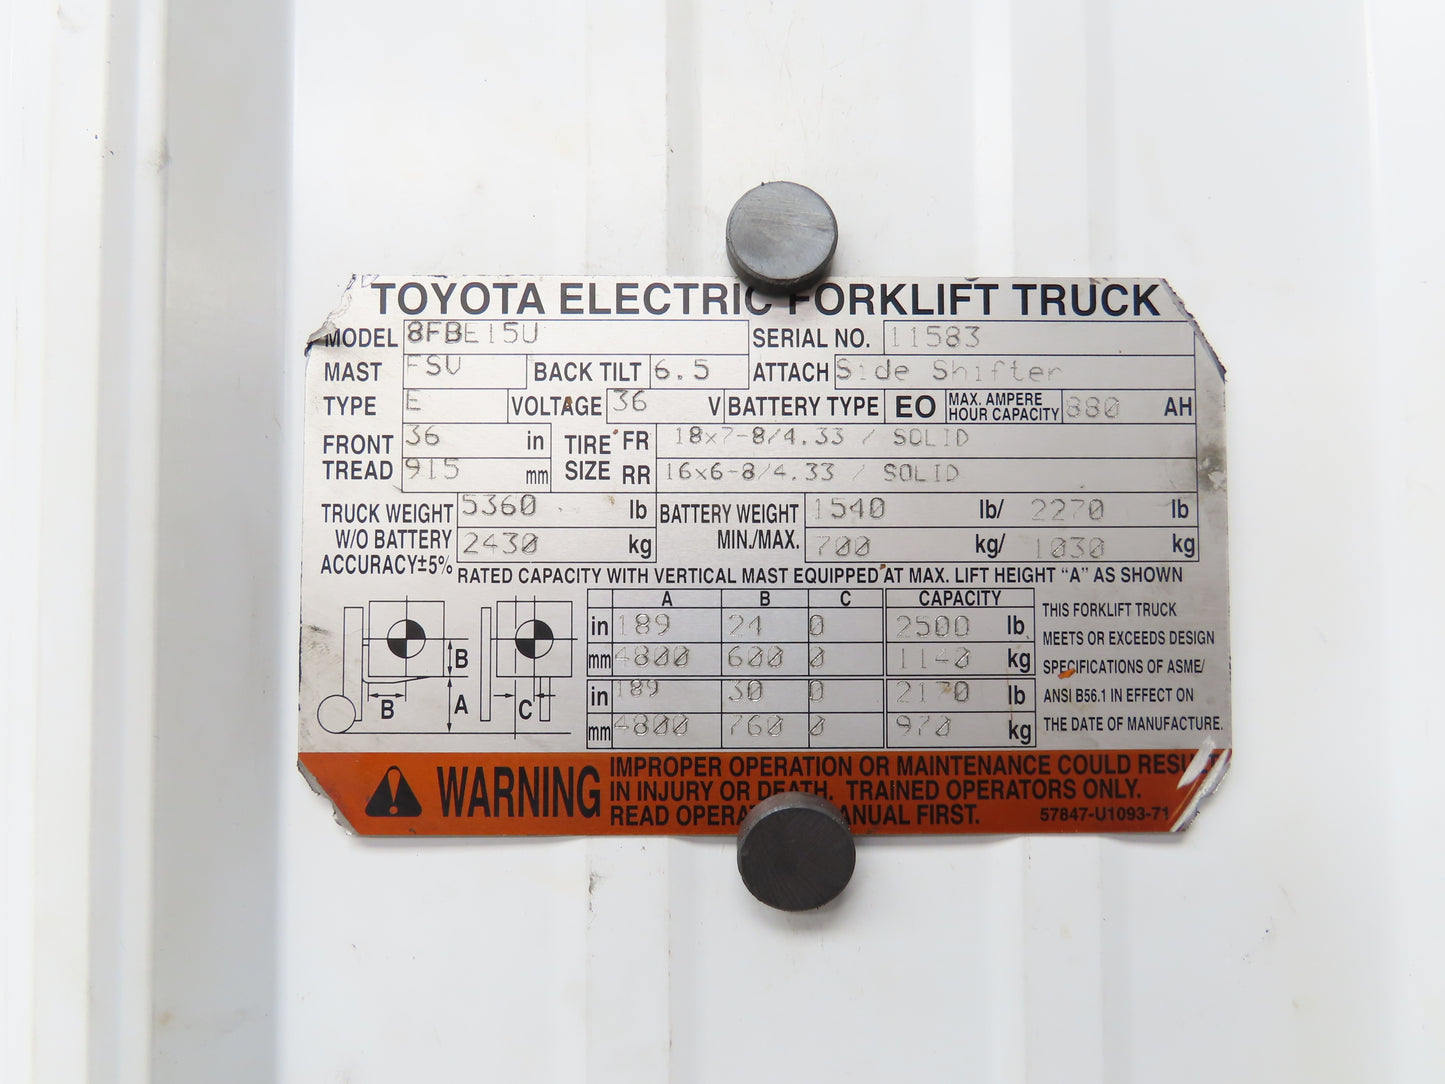 TOYOTA ELECTRIC FORKLIFT TRUCK
MODEL 8FBE15U SERIAL NO. 11583
MAST FSV BACK TILT 6.5 ATTACH Side Shifter
TYPE E VOLTAGE 36 V BATTERY TYPE EO MAX. AMPERE HOUR CAPACITY 880 AH
FRONT TREAD 36 in TIRE SIZE FR 18x7-8/4.33 / SOLID
915 mm RR 16x6-8/4.33 / SOLID
TRUCK WEIGHT W/O BATTERY ACCURACY±5% 5360 lb BATTERY WEIGHT MIN./MAX. 1540 lb/ 2270 lb
2430 kg 700 kg/ 1030 kg
RATED CAPACITY WITH VERTICAL MAST EQUIPPED AT MAX. LIFT HEIGHT "A" AS SHOWN
A B C CAPACITY
in 189 24 0 2500 lb
mm 4800 600 0 1140 kg
in 189 30 0 2170 lb
mm 4800 760 0 970 kg
B
B A C
THIS FORKLIFT TRUCK
MEETS OR EXCEEDS DESIGN
SPECIFICATIONS OF ASME/
ANSI B56.1 IN EFFECT ON
THE DATE OF MANUFACTURE.
WARNING
IMPROPER OPERATION OR MAINTENANCE COULD RESULT
IN INJURY OR DEATH. TRAINED OPERATORS ONLY.
READ OPERA ANUAL FIRST.
57847-U1093-71